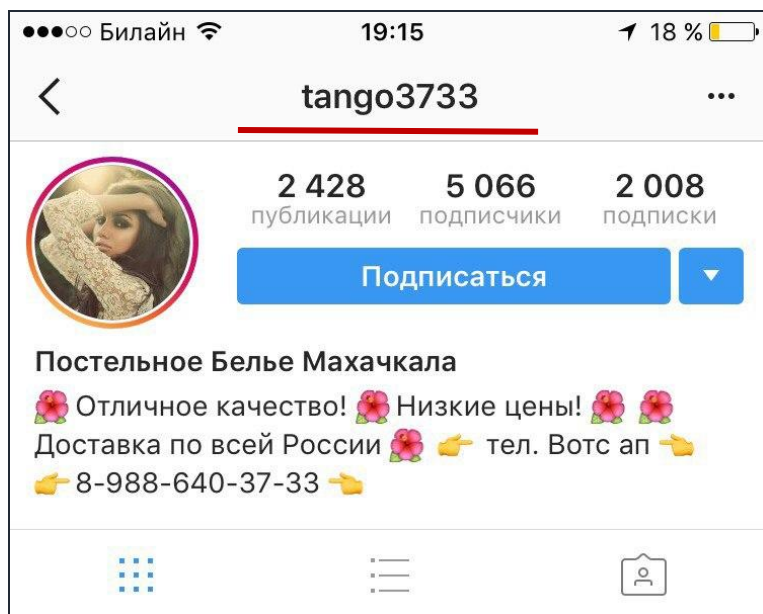 ●●●○○ Билайн 19:15 18 %
tango3733
2 428 5 066 2 008
публикации подписчики подписки
Подписаться
Постельное Белье Махачкала
🌺 Отличное качество! 🌺 Низкие цены! 🌺 🌺
Доставка по всей России 🌺 👉 тел. Вотс ап 👈
👉 8-988-640-37-33 👈